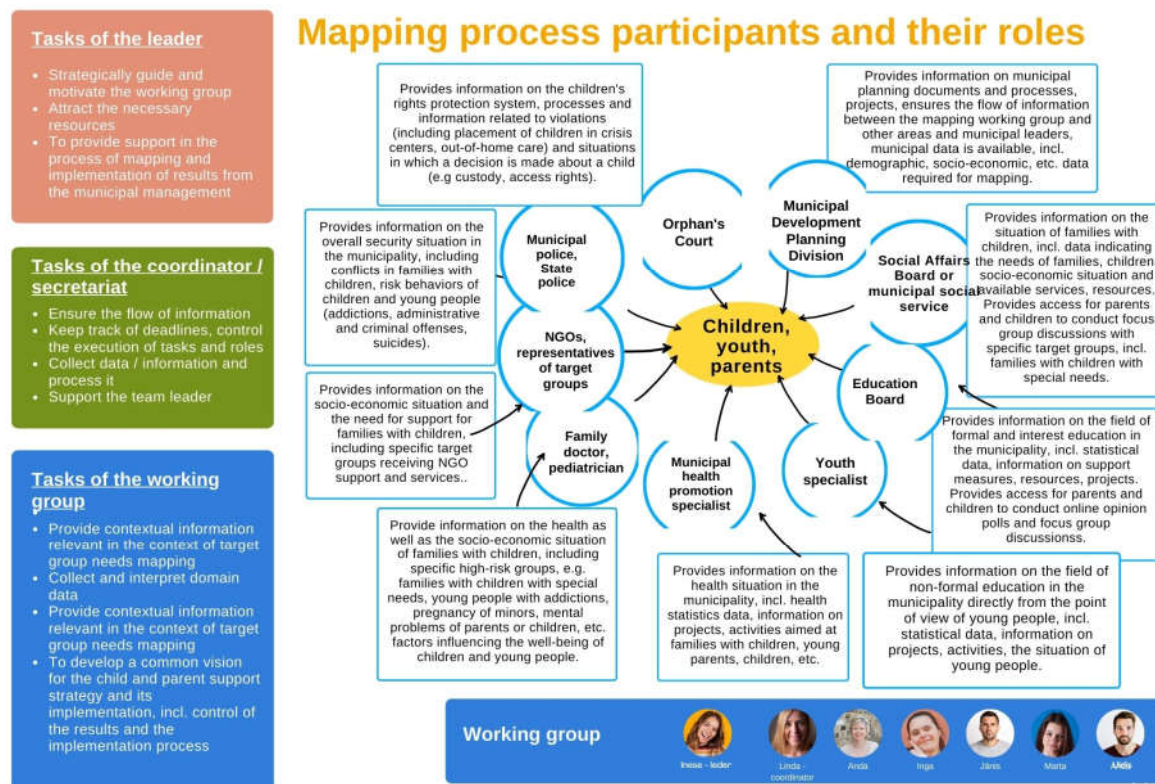 Mapping process participants and their roles
Tasks of the leader
• Strategically guide and
motivate the working group
• Attract the necessary
resources
• To provide support in the
process of mapping and
implementation of results from
the municipal management
Tasks of the coordinator /
secretariat
• Ensure the flow of information
• Keep track of deadlines, control
the execution of tasks and roles
• Collect data / information and
process it
• Support the team leader
Tasks of the working
group
• Provide contextual information
relevant in the context of target
group needs mapping
• Collect and interpret domain
data
• Provide contextual information
relevant in the context of target
group needs mapping
• To develop a common vision
for the child and parent support
strategy and its
implementation, incl. control of
the results and the
implementation process
Provides information on the children's
rights protection system, processes and
information related to violations
(including placement of children in crisis
centers, out-of-home care) and situations
in which a decision is made about a child
(e.g custody, access rights).
Provides information on municipal
planning documents and processes,
projects, ensures the flow of information
between the mapping working group and
other areas and municipal leaders,
municipal data is available, incl.
demographic, socio-economic, etc. data
required for mapping.
Provides information on the
overall security situation in
the municipality, including
conflicts in families with
children, risk behaviors of
children and young people
(addictions, administrative
and criminal offenses,
suicides).
Municipal
police,
State
police
Orphan's
Court
Municipal
Development
Planning
Division
Social Affairs
Board or
municipal social
service
Provides information on the
situation of families with
children, incl. data indicating
the needs of families, children
socio-economic situation and
available services, resources.
Provides access for parents
and children to conduct focus
group discussions with
specific target groups, incl.
families with children with
special needs.
Children,
youth,
parents
NGOs,
representatives
of target
groups
Education
Board
Provides information on the
socio-economic situation and
the need for support for
families with children,
including specific target
groups receiving NGO
support and services..
Family
doctor,
pediatrician
Municipal
health
promotion
specialist
Youth
specialist
Provides information on the field of
formal and interest education in
the municipality, incl. statistical
data, information on support
measures, resources, projects.
Provides access for parents and
children to conduct online opinion
polls and focus group
discussionss.
Provide information on the health as
well as the socio-economic situation
of families with children, including
specific high-risk groups, e.g.
families with children with special
needs, young people with addictions,
pregnancy of minors, mental
problems of parents or children, etc.
factors influencing the well-being of
children and young people.
Provides information on the
health situation in the
municipality, incl. health
statistics data, information on
projects, activities aimed at
families with children, young
parents, children, etc.
Provides information on the field of
non-formal education in the
municipality directly from the point
of view of young people, incl.
statistical data, information on
projects, activities, the situation of
young people.
Working group
Inese - leder
Linda -
coordinator
Anda
Inga
Jānis
Marta